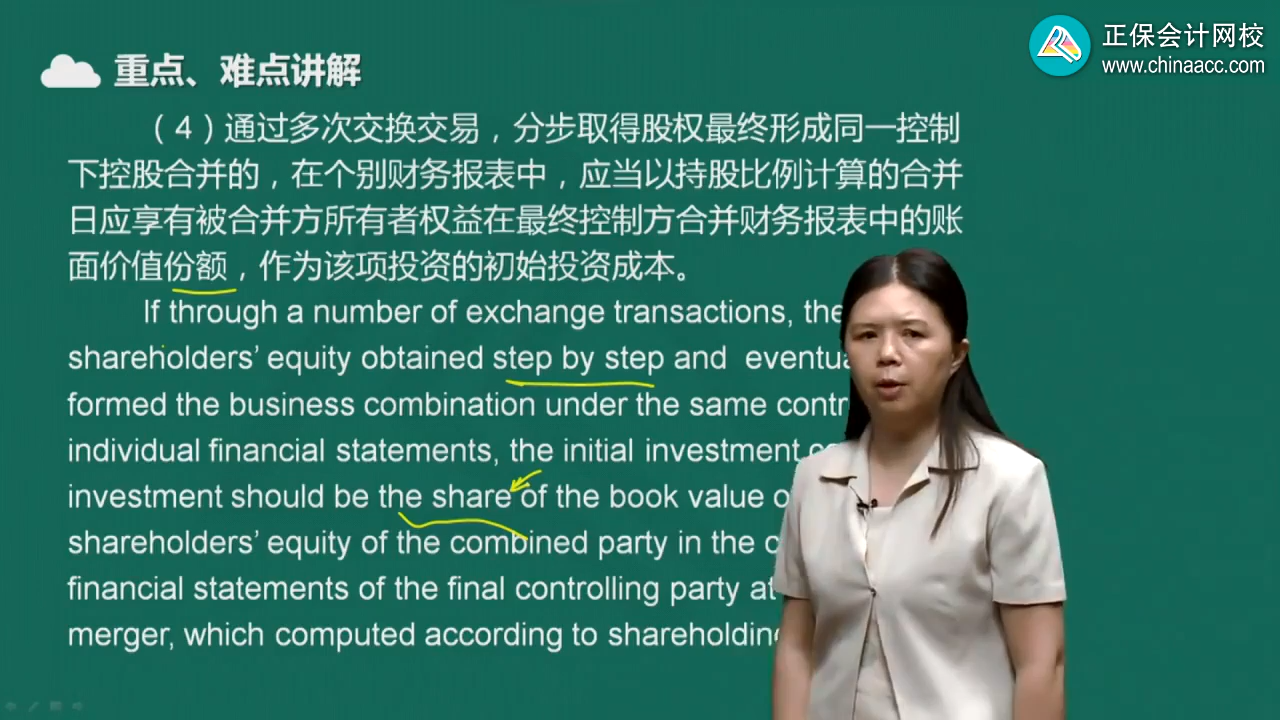 正保会计网校
www.chinaacc.com
重点、难点讲解
（4）通过多次交换交易，分步取得股权最终形成同一控制
下控股合并的，在个别财务报表中，应当以持股比例计算的合并
日应享有被合并方所有者权益在最终控制方合并财务报表中的账
面价值份额，作为该项投资的初始投资成本。
If through a number of exchange transactions, the
shareholders’ equity obtained step by step and eventua
formed the business combination under the same contr
individual financial statements, the initial investment
investment should be the share of the book value o
shareholders’ equity of the combined party in the
financial statements of the final controlling party at
merger, which computed according to shareholdin